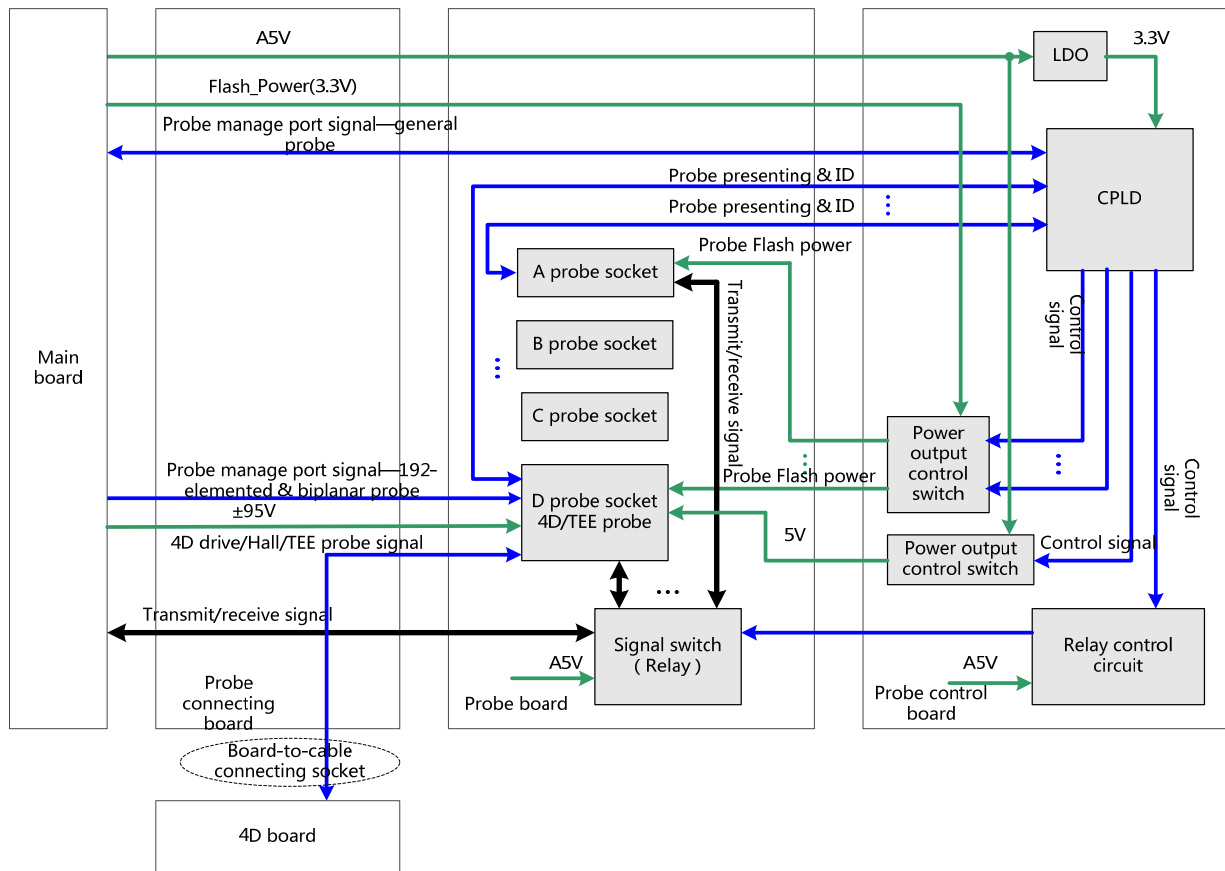 A5V
LDO
3.3V
Flash_Power(3.3V)
Probe manage port signal—general
probe
Probe presenting & ID
Probe presenting & ID
CPLD
Probe Flash power
A probe socket
Transmit/receive signal
Control
signal
B probe socket
Main
board
C probe socket
Power
output
control
switch
Probe manage port signal—192-
elemented & biplanar probe
±95V
D probe socket
4D/TEE probe
Probe Flash power
Control
signal
4D drive/Hall/TEE probe signal
5V
Power output
control switch
Control signal
Transmit/receive signal
Signal switch
( Relay )
Relay control
circuit
A5V
Probe board
A5V
Probe control
board
Probe
connecting
board
Board-to-cable
connecting socket
4D board